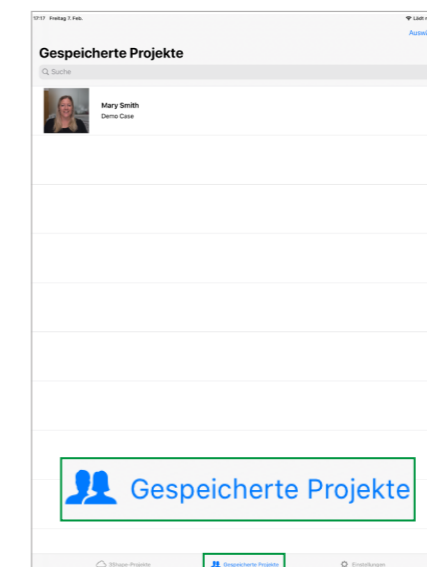 17:17 Freitag 7. Feb.
Gespeicherte Projekte
Suche
Mary Smith
Demo Case
Gespeicherte Projekte
3Shape-Projekte
Gespeicherte Projekte
Einstellungen